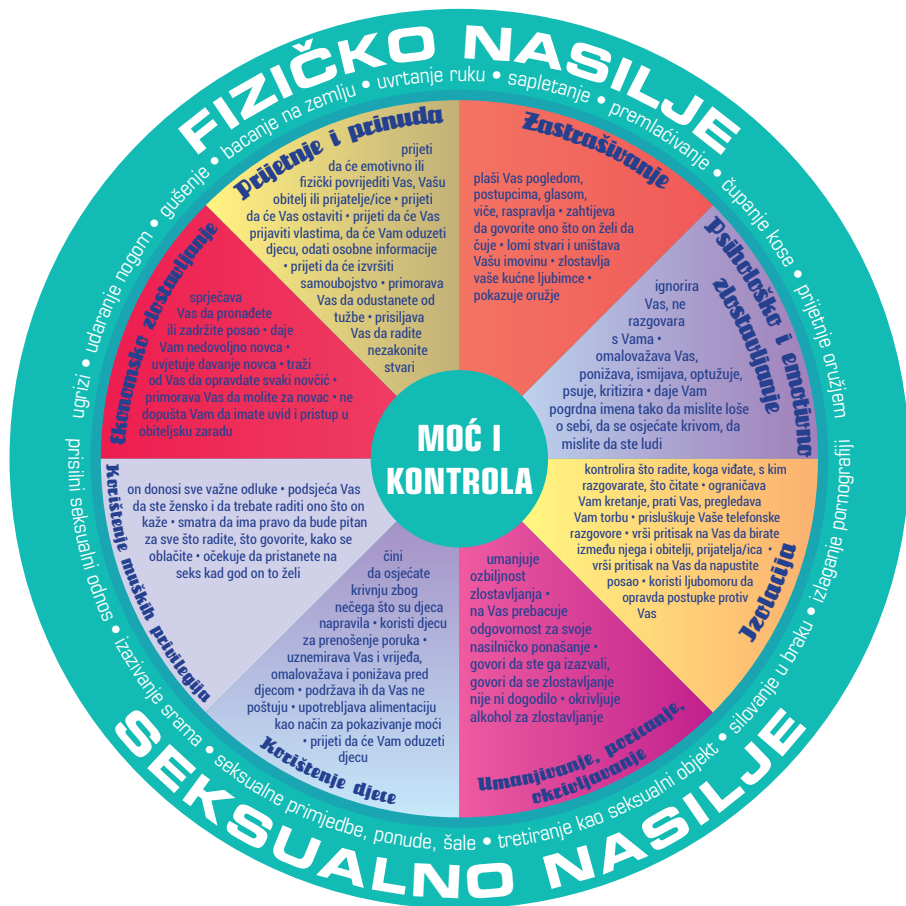 FIZIČKO NASILJE
ugrizi • udaranje nogom • gušenje • bacanje na zemlju • uvrtanje ruku • sapletanje • premlaćivanje • čupanje kose • prijetnje oružjem
Prijetnje i prinuda
prijeti
da će emotivno ili
fizički povrijediti Vas, Vašu
obitelj ili prijatelje/ice • prijeti
da će Vas ostaviti • prijeti da će Vas
prijaviti vlastima, da će Vam oduzeti
djecu, odati osobne informacije
• prijeti da će izvršiti
samoubojstvo • primorava
Vas da odustanete od
tužbe • prisiljava
Vas da radite
nezakonite
stvari
Zastrašivanje
plaši Vas pogledom,
postupcima, glasom,
viče, raspravlja • zahtijeva
da govorite ono što on želi da
čuje • lomi stvari i uništava
Vašu imovinu • zlostavlja
vaše kućne ljubimce •
pokazuje oružje
Psihološko i emotivno
zlostavljanje
ignorira
Vas, ne
razgovara
s Vama •
omalovažava Vas,
ponižava, ismijava, optužuje,
psuje, kritizira • daje Vam
pogrdna imena tako da mislite loše
o sebi, da se osjećate krivom, da
mislite da ste ludi
Ekonomsko zlostavljanje
sprječava
Vas da pronađete
ili zadržite posao • daje
Vam nedovoljno novca •
uvjetuje davanje novca • traži
od Vas da opravdate svaki novčić •
primorava Vas da molite za novac • ne
dopušta Vam da imate uvid i pristup u
obiteljsku zaradu
MOĆ I
KONTROLA
Korištenje muških privilegija
on donosi sve važne odluke • podsjeća Vas
da ste žensko i da trebate raditi ono što on
kaže • smatra da ima pravo da bude pitan
za sve što radite, što govorite, kako se
oblačite • očekuje da pristanete na
seks kad god on to želi
kontrolira što radite, koga viđate, s kim
razgovarate, što čitate • ograničava
Vam kretanje, prati Vas, pregledava
Vam torbu • prisluškuje Vaše telefonske
razgovore • vrši pritisak na Vas da birate
između njega i obitelji, prijatelja/ica •
vrši pritisak na Vas da napustite
posao • koristi ljubomoru da
opravda postupke protiv
Vas
Izolacija
čini
da osjećate
krivnju zbog
nečega što su djeca
napravila • koristi djecu
za prenošenje poruka •
uznemirava Vas i vrijeđa,
omalovažava i ponižava pred
djecom • podržava ih da Vas ne
poštuju • upotrebljava alimentaciju
kao način za pokazivanje moći
• prijeti da će Vam oduzeti
djecu
Korištenje djece
umanjuje
ozbiljnost
zlostavljanja •
na Vas prebacuje
odgovornost za svoje
nasilničko ponašanje •
govori da ste ga izazvali,
govori da se zlostavljanje
nije ni dogodilo • okrivljuje
alkohol za zlostavljanje
Umanjivanje, poricanje,
okrivljavanje
prisilni seksualni odnos • izazivanje srama • seksualne primjedbe, ponude, šale • tretiranje kao seksualni objekt • silovanje u braku • izlaganje pornografiji
SEKSUALNO NASILJE